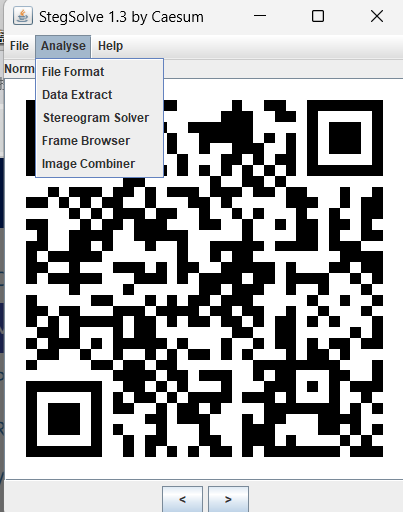 StegSolve 1.3 by Caesum
File Analyse Help
Norm
File Format
Data Extract
Stereogram Solver
Frame Browser
Image Combiner
< >